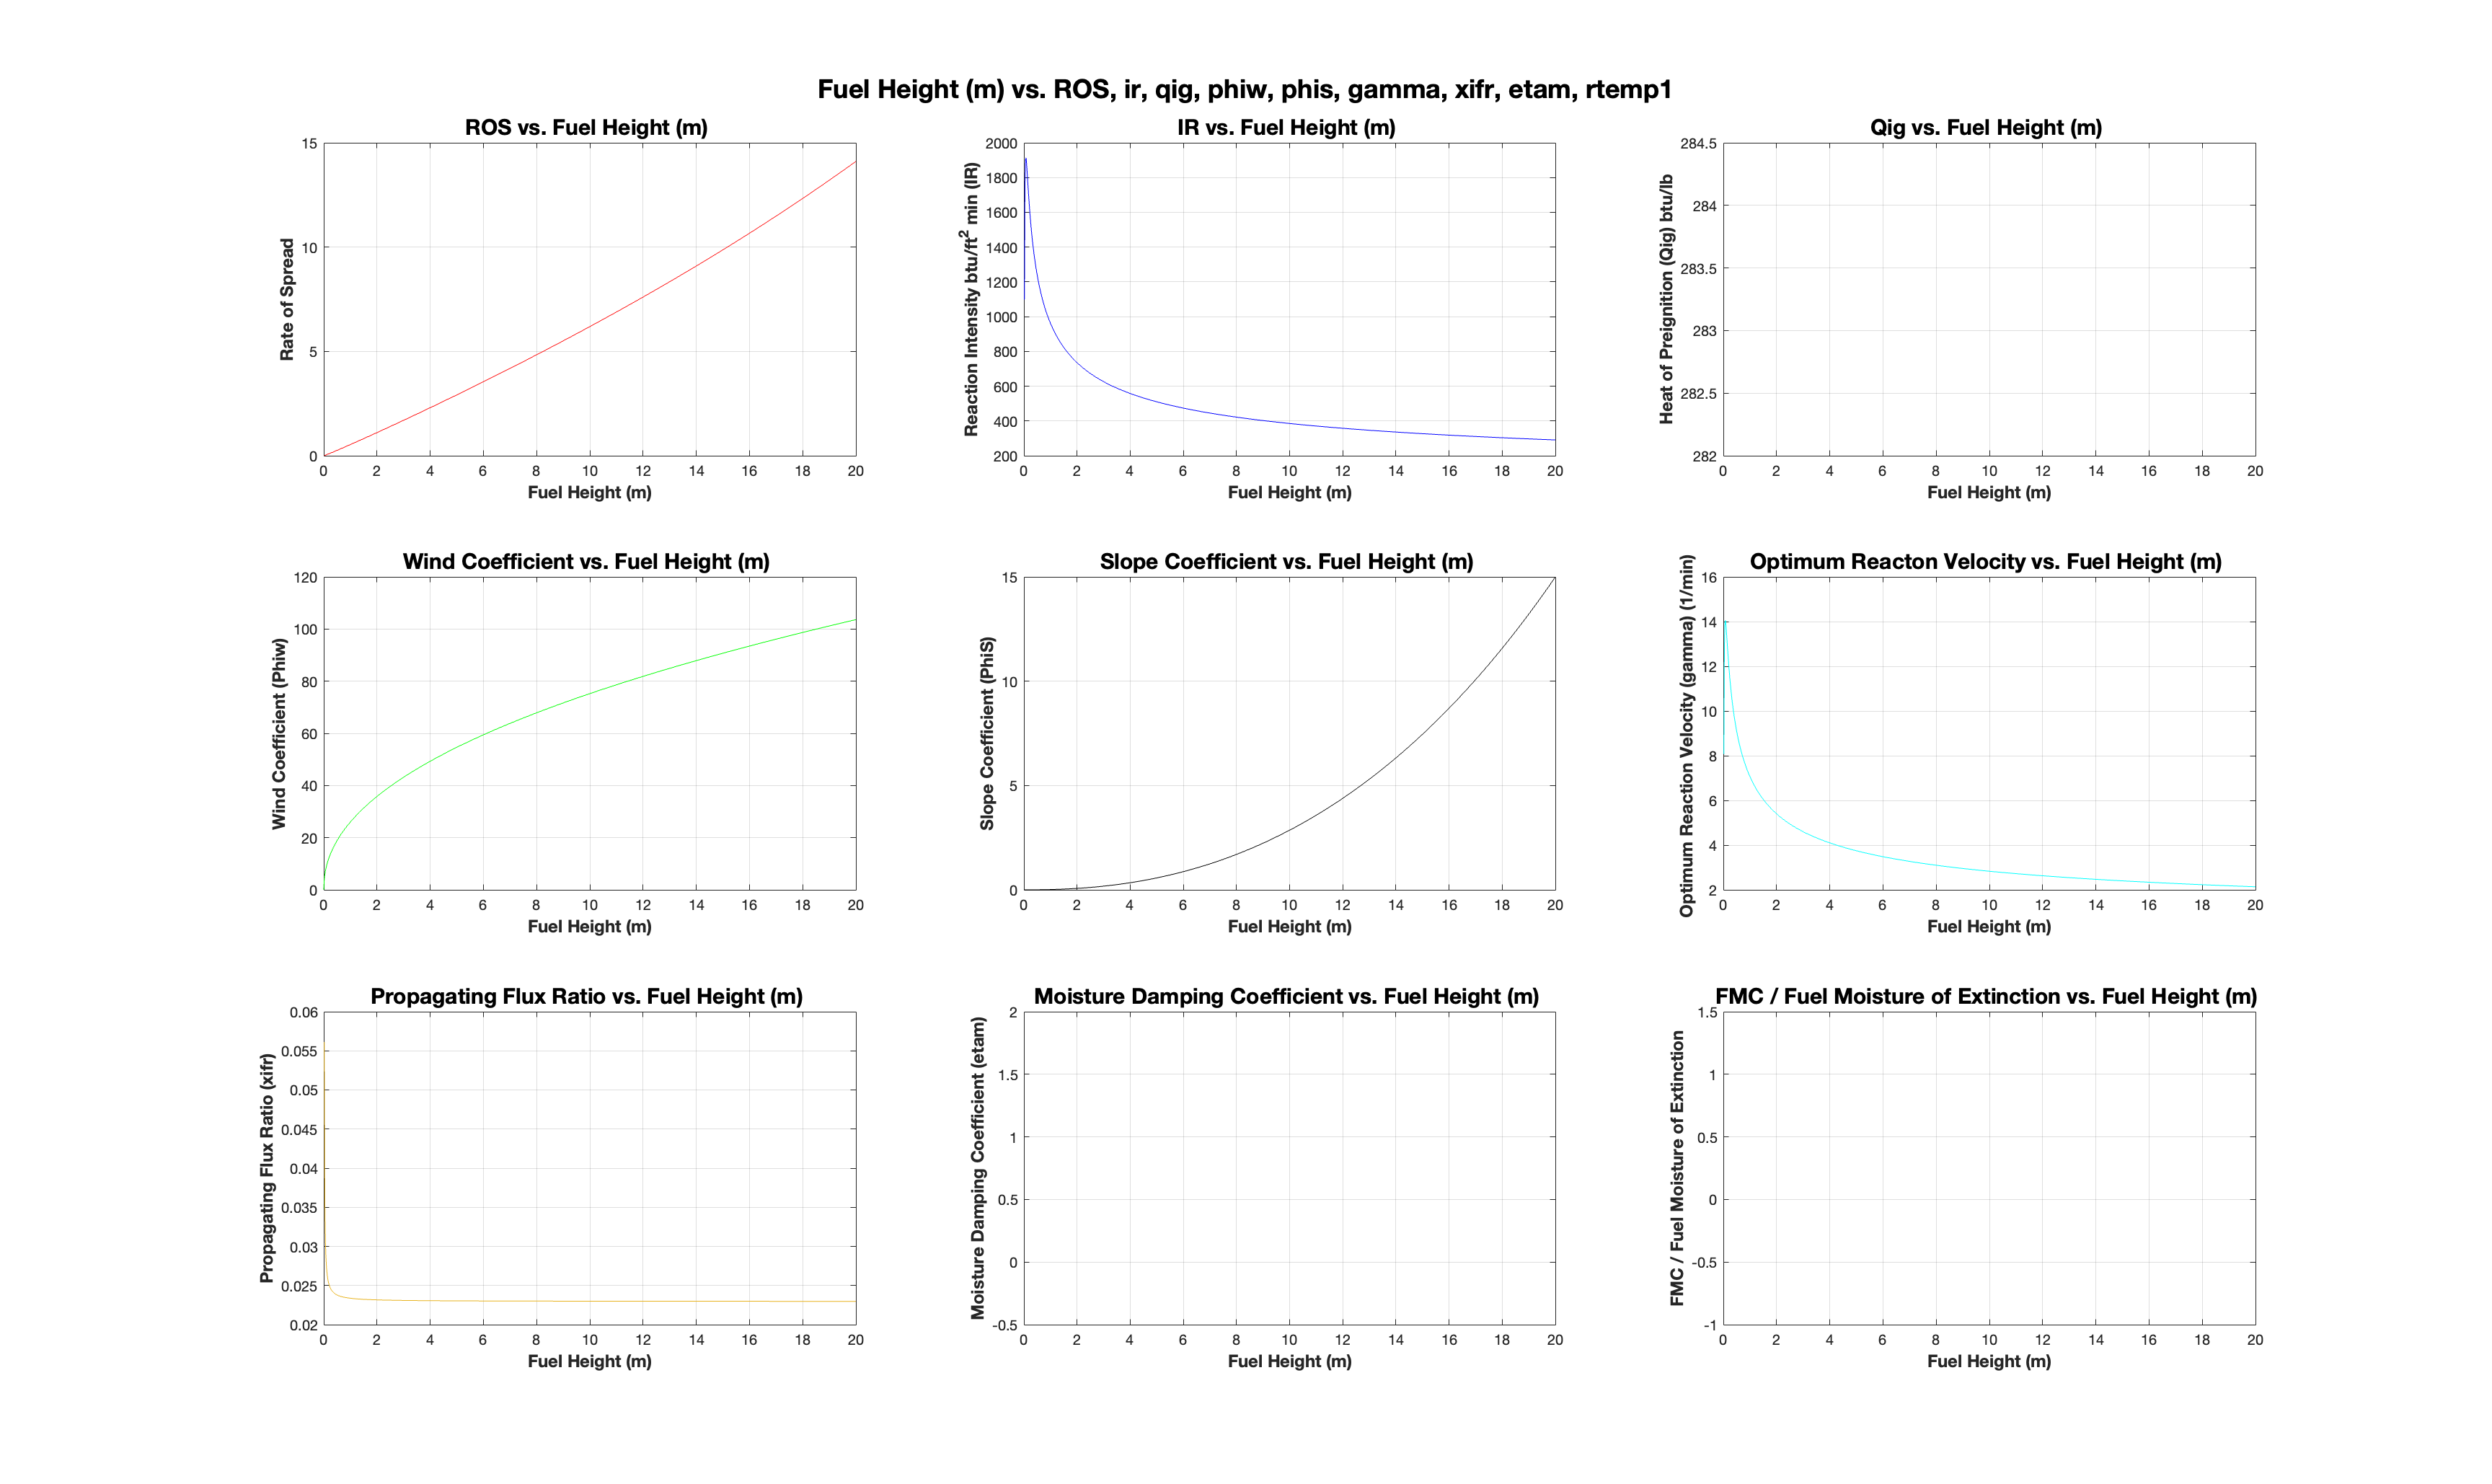 Fuel Height (m) vs. ROS, ir, qig, phiw, phis, gamma, xifr, etam, rtemp1
ROS vs. Fuel Height (m)
Rate of Spread
15
10
5
0
0 2 4 6 8 10 12 14 16 18 20
Fuel Height (m)
IR vs. Fuel Height (m)
Reaction Intensity btu/ft² min (IR)
2000
1800
1600
1400
1200
1000
800
600
400
200
0 2 4 6 8 10 12 14 16 18 20
Fuel Height (m)
Qig vs. Fuel Height (m)
Heat of Preignition (Qig) btu/lb
284.5
284
283.5
283
282.5
282
0 2 4 6 8 10 12 14 16 18 20
Fuel Height (m)
Wind Coefficient vs. Fuel Height (m)
Wind Coefficient (Phiw)
120
100
80
60
40
20
0
0 2 4 6 8 10 12 14 16 18 20
Fuel Height (m)
Slope Coefficient vs. Fuel Height (m)
Slope Coefficient (PhiS)
15
10
5
0
0 2 4 6 8 10 12 14 16 18 20
Fuel Height (m)
Optimum Reacton Velocity vs. Fuel Height (m)
Optimum Reaction Velocity (gamma) (1/min)
16
14
12
10
8
6
4
2
0 2 4 6 8 10 12 14 16 18 20
Fuel Height (m)
Propagating Flux Ratio vs. Fuel Height (m)
Propagating Flux Ratio (xifr)
0.06
0.055
0.05
0.045
0.04
0.035
0.03
0.025
0.02
0 2 4 6 8 10 12 14 16 18 20
Fuel Height (m)
Moisture Damping Coefficient vs. Fuel Height (m)
Moisture Damping Coefficient (etam)
2
1.5
1
0.5
0
-0.5
0 2 4 6 8 10 12 14 16 18 20
Fuel Height (m)
FMC / Fuel Moisture of Extinction vs. Fuel Height (m)
FMC / Fuel Moisture of Extinction
1.5
1
0.5
0
-0.5
-1
0 2 4 6 8 10 12 14 16 18 20
Fuel Height (m)